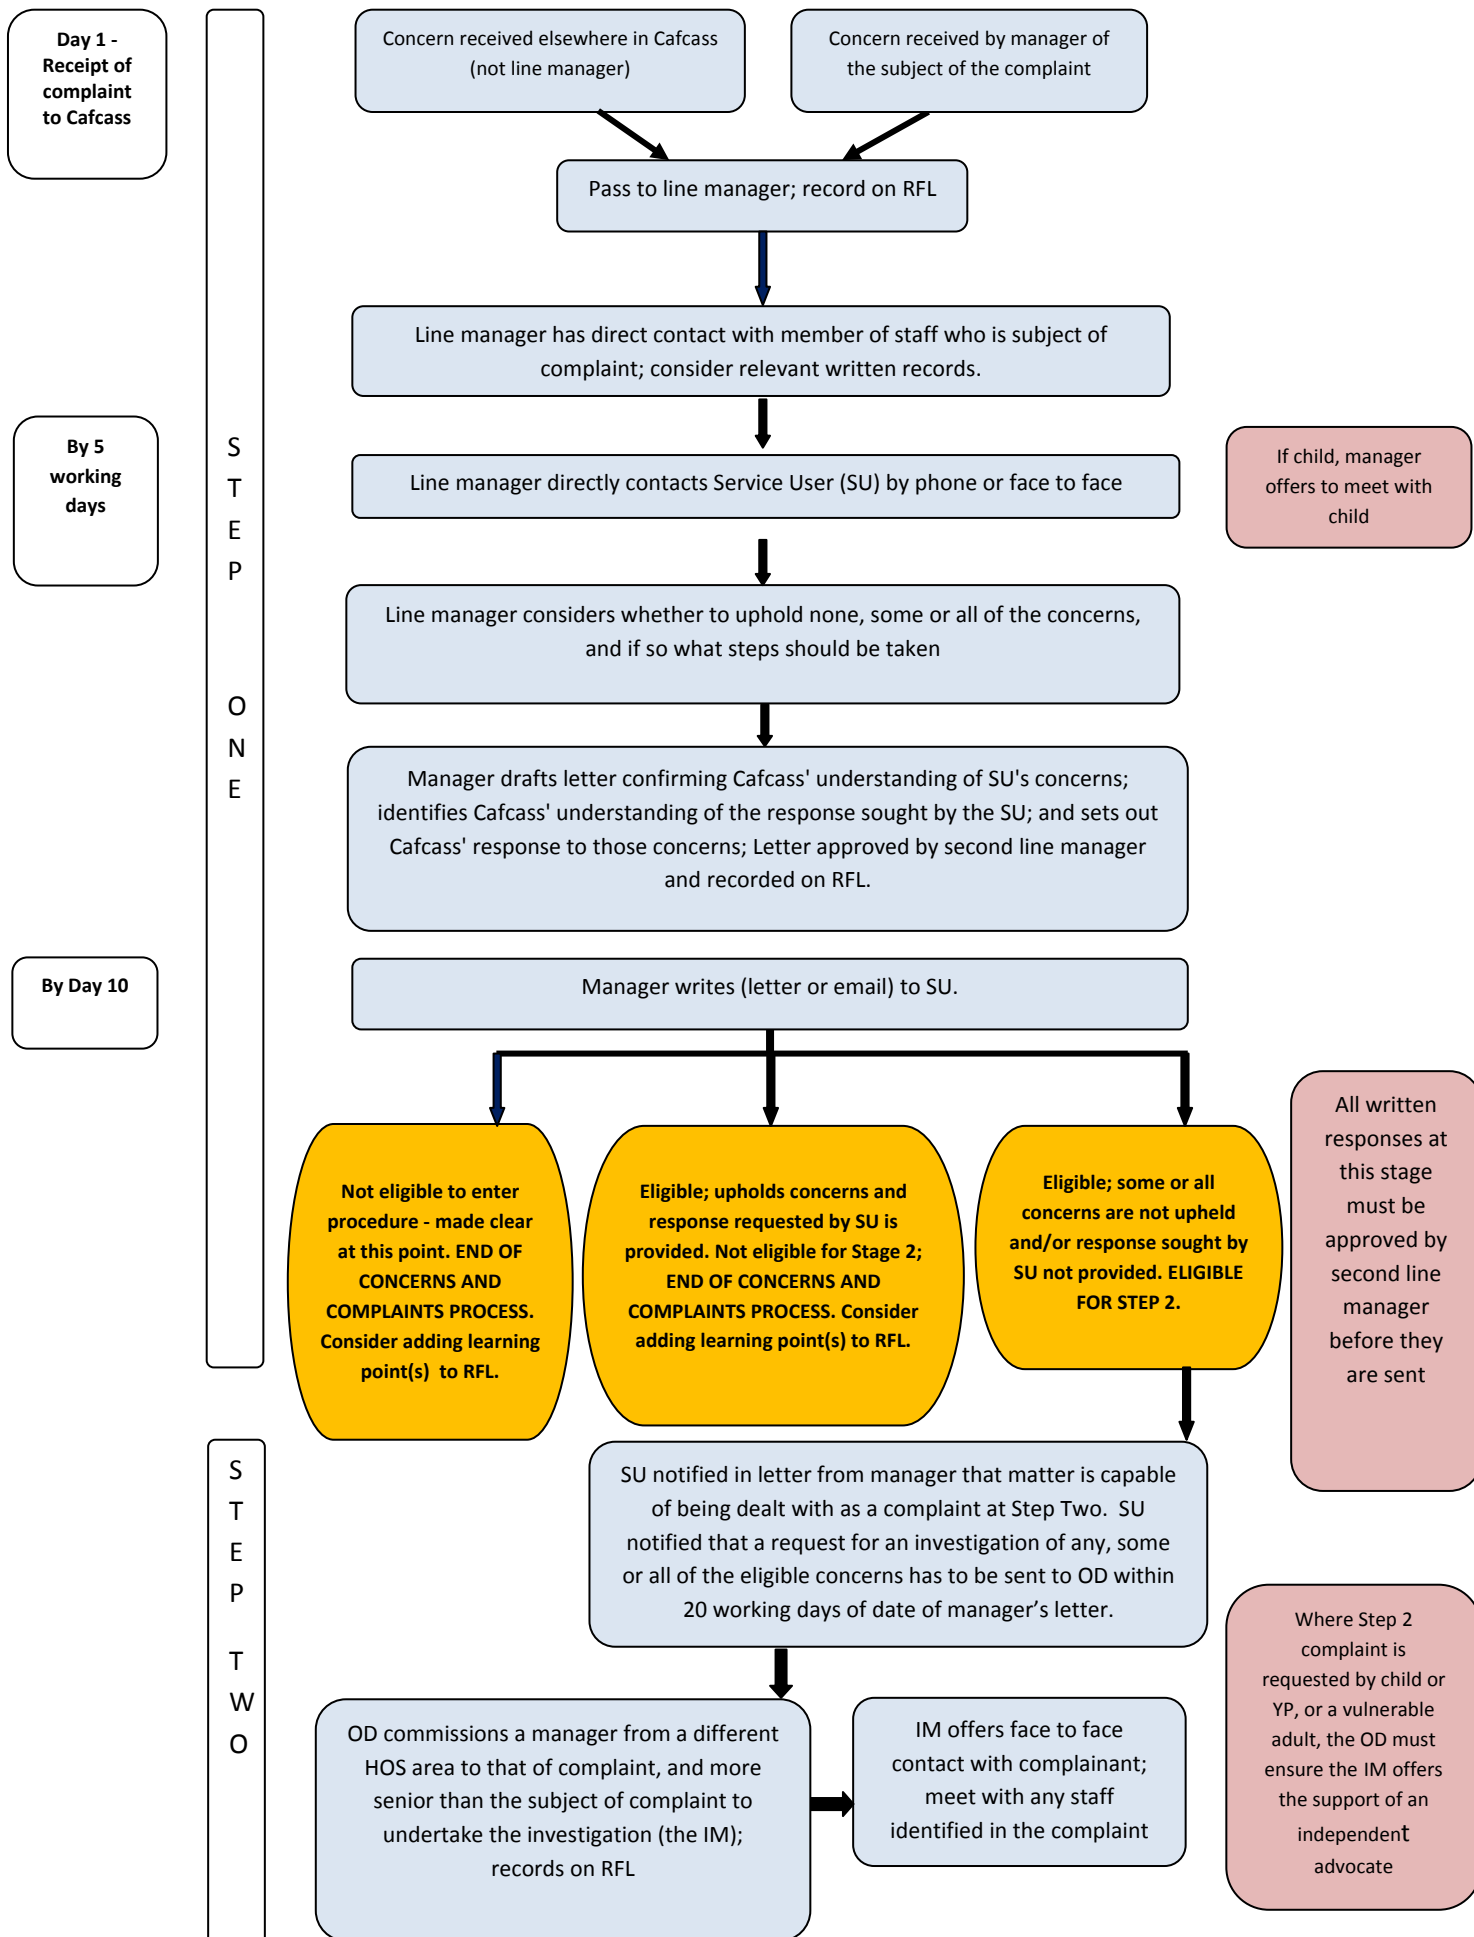 Day 1 -
Receipt of
complaint
to Cafcass
Concern received elsewhere in Cafcass
(not line manager)
Concern received by manager of
the subject of the complaint
Pass to line manager; record on RFL
Line manager has direct contact with member of staff who is subject of
complaint; consider relevant written records.
By 5
working
days
S
T
E
P
O
N
E
Line manager directly contacts Service User (SU) by phone or face to face
If child, manager
offers to meet with
child
Line manager considers whether to uphold none, some or all of the concerns,
and if so what steps should be taken
Manager drafts letter confirming Cafcass' understanding of SU's concerns;
identifies Cafcass' understanding of the response sought by the SU; and sets out
Cafcass' response to those concerns; Letter approved by second line manager
and recorded on RFL.
By Day 10
Manager writes (letter or email) to SU.
Not eligible to enter
procedure - made clear
at this point. END OF
CONCERNS AND
COMPLAINTS PROCESS.
Consider adding learning
point(s) to RFL.
Eligible; upholds concerns and
response requested by SU is
provided. Not eligible for Stage 2;
END OF CONCERNS AND
COMPLAINTS PROCESS. Consider
adding learning point(s) to RFL.
Eligible; some or all
concerns are not upheld
and/or response sought by
SU not provided. ELIGIBLE
FOR STEP 2.
All written
responses at
this stage
must be
approved by
second line
manager
before they
are sent
S
T
E
P
T
W
O
SU notified in letter from manager that matter is capable
of being dealt with as a complaint at Step Two. SU
notified that a request for an investigation of any, some
or all of the eligible concerns has to be sent to OD within
20 working days of date of manager’s letter.
Where Step 2
complaint is
requested by child or
YP, or a vulnerable
adult, the OD must
ensure the IM offers
the support of an
independent
advocate
OD commissions a manager from a different
HOS area to that of complaint, and more
senior than the subject of complaint to
undertake the investigation (the IM);
records on RFL
IM offers face to face
contact with complainant;
meet with any staff
identified in the complaint